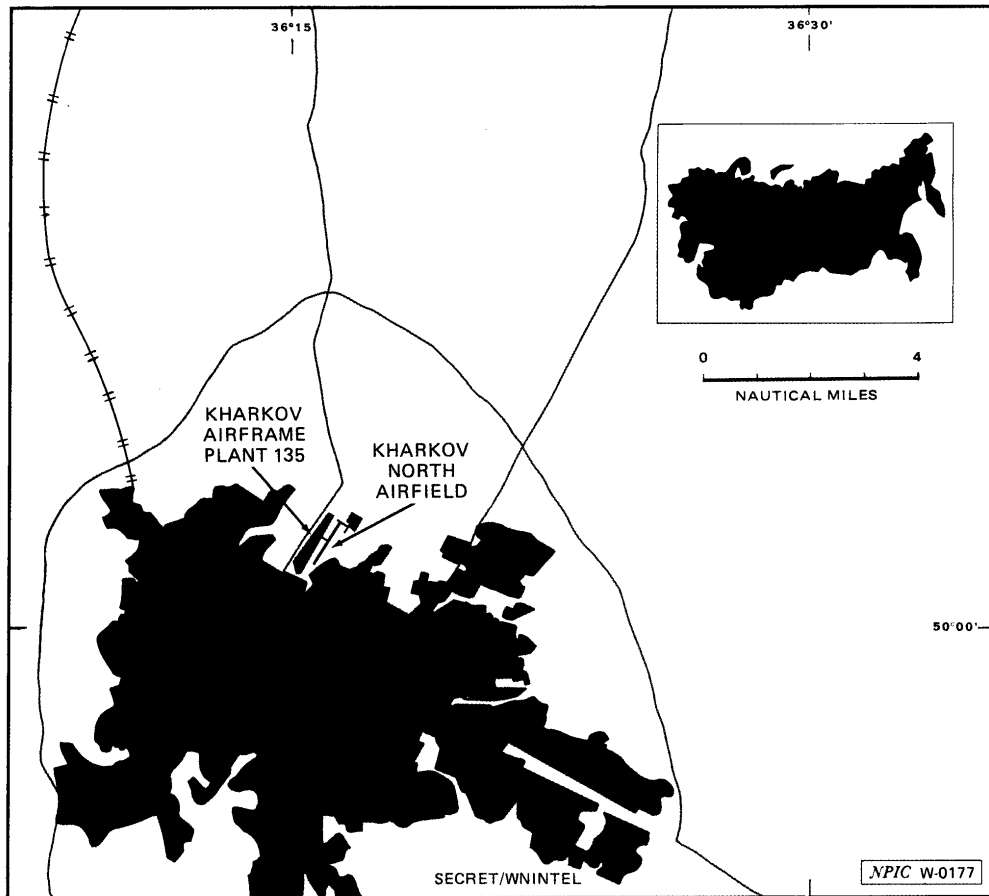 36°15
36°30'
0 4
NAUTICAL MILES
KHARKOV
AIRFRAME
PLANT 135
KHARKOV
NORTH
AIRFIELD
50°00'
SECRET/WNINTEL
NPIC W-0177